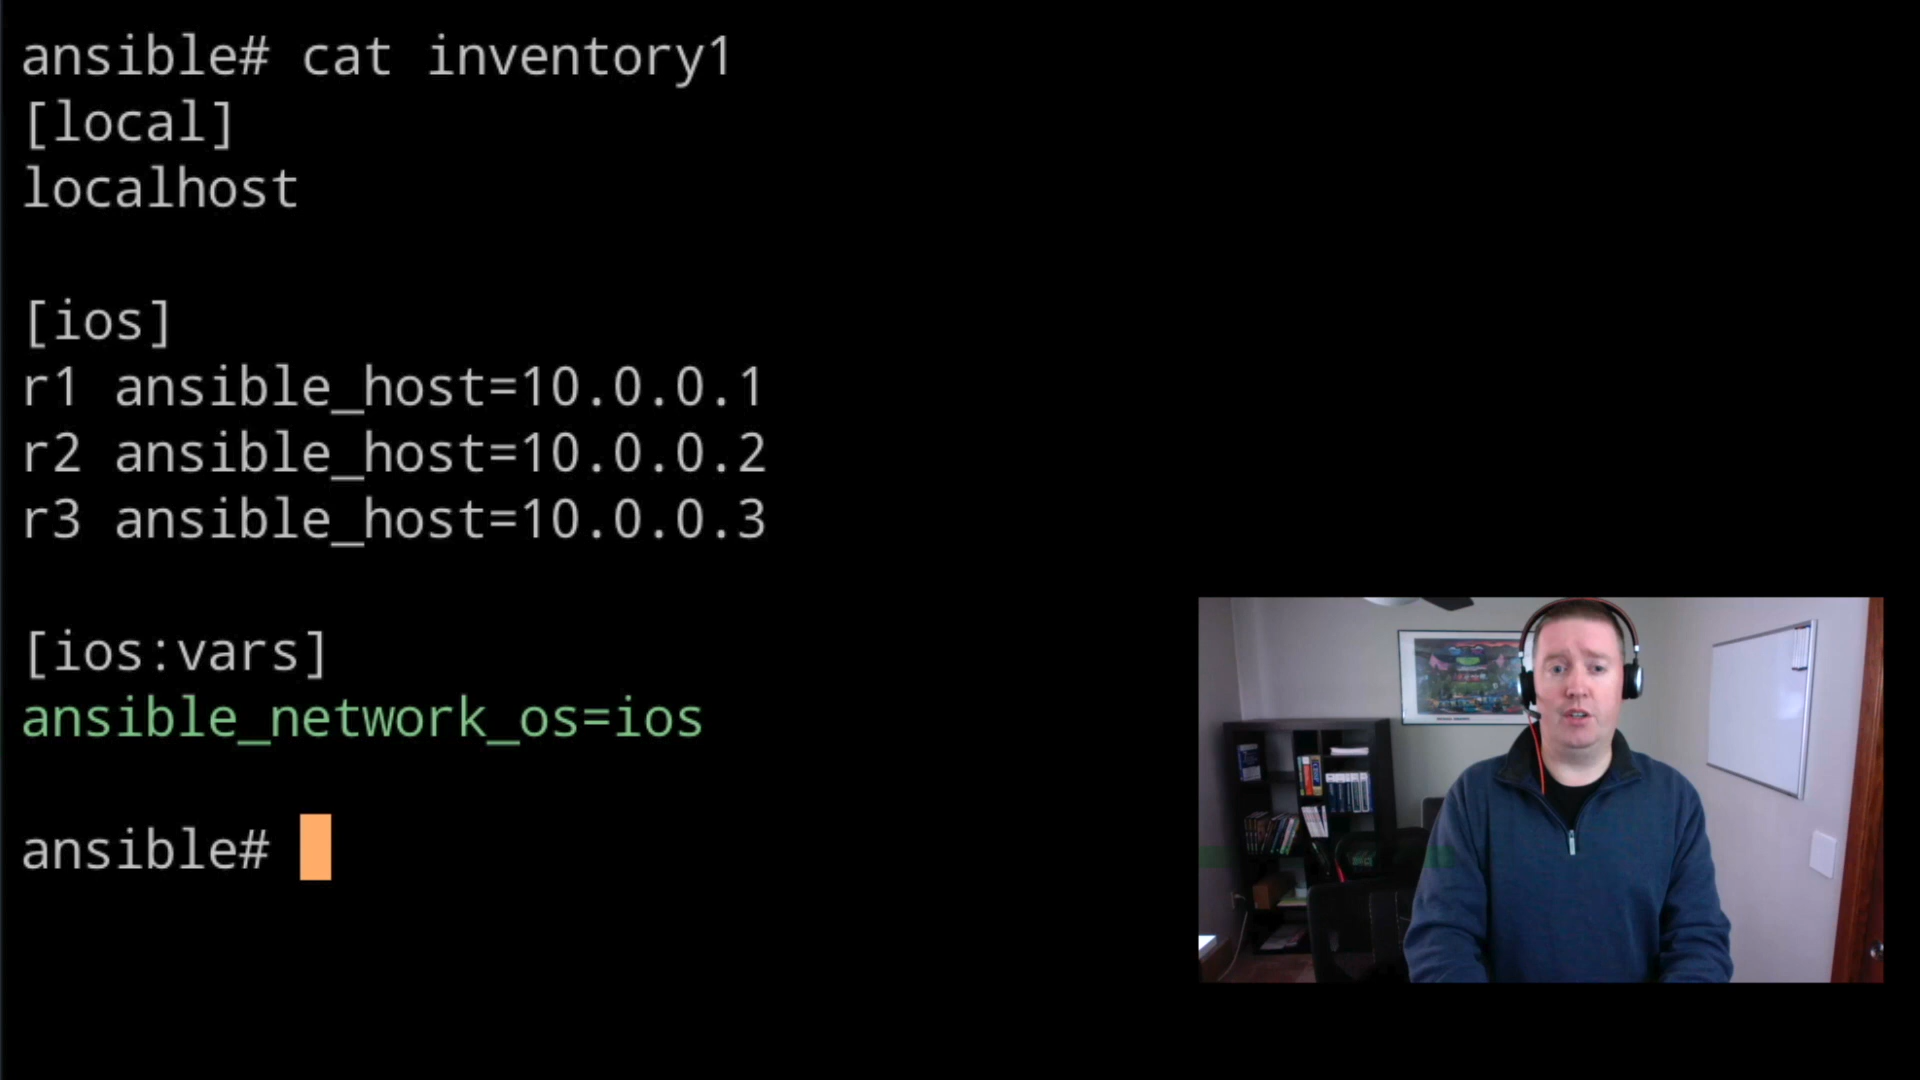 ansible# cat inventory1
[local]
localhost
[ios]
r1 ansible_host=10.0.0.1
r2 ansible_host=10.0.0.2
r3 ansible_host=10.0.0.3
[ios:vars]
ansible_network_os=ios
ansible#